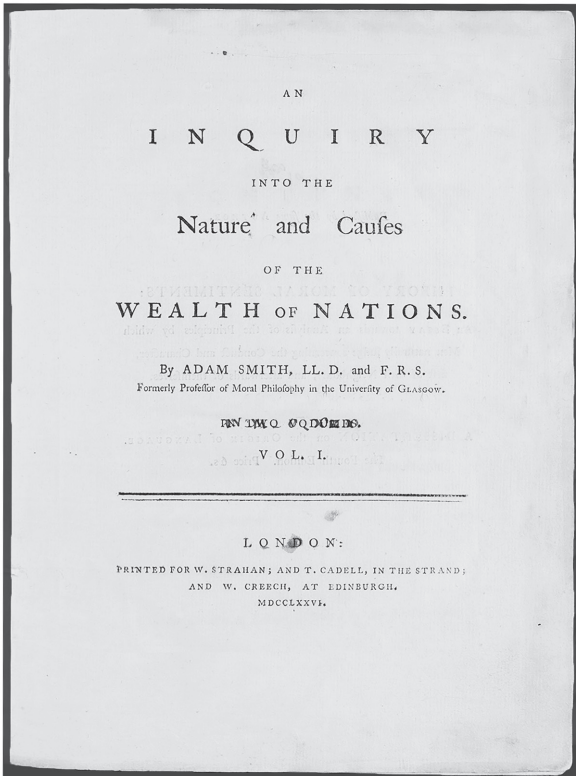 AN
INQUIRY
INTO THE
Nature and Cauſes
OF THE
WEALTH OF NATIONS.
By ADAM SMITH, LL. D. and F. R. S.
Formerly Profeſſor of Moral Philoſophy in the Univerſity of GLASGOW.
VOL. I.
LONDON:
PRINTED FOR W. STRAHAN; AND T. CADELL, IN THE STRAND;
AND W. CREECH, AT EDINBURGH.
MDCCLXXVI.